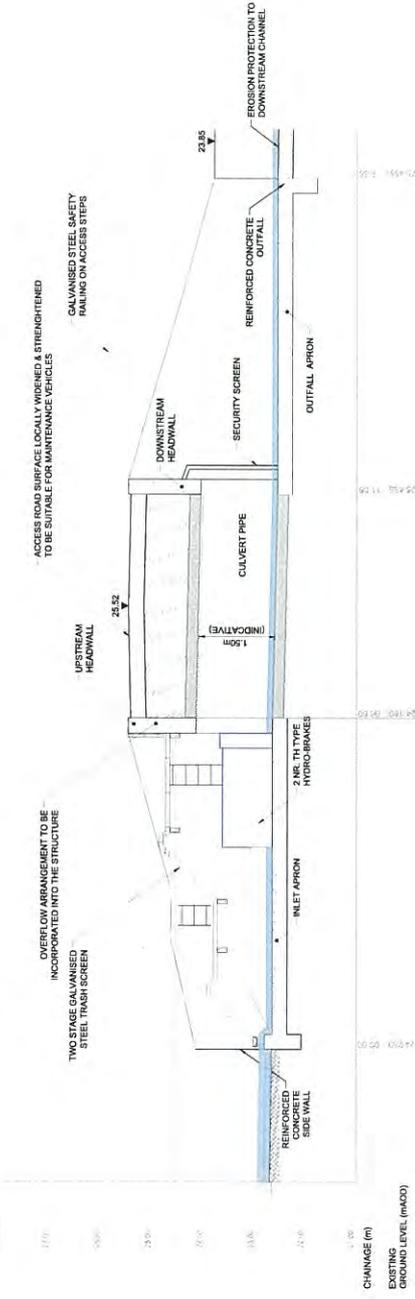 ACCESS ROAD SURFACE LOCALLY WIDENED & STRENGHTENED
TO BE SUITABLE FOR MAINTENANCE VEHICLES
GALVANISED STEEL SAFETY
RAILING ON ACCESS STEPS
OVERFLOW ARRANGEMENT TO BE
INCORPORATED INTO THE STRUCTURE
TWO STAGE GALVANISED
STEEL TRASH SCREEN
UPSTREAM
HEADWALL
25.52
DOWNSTREAM
HEADWALL
SECURITY SCREEN
23.85
EROSION PROTECTION TO
DOWNSTREAM CHANNEL
REINFORCED CONCRETE
OUTFALL
CULVERT PIPE
1.50m
(INIDCATIVE)
2 NR. TH TYPE
HYDRO-BRAKES
INLET APRON
OUTFALL APRON
REINFORCED
CONCRETE
SIDE WALL
CHAINAGE (m)
EXISTING
GROUND LEVEL (mAOD)